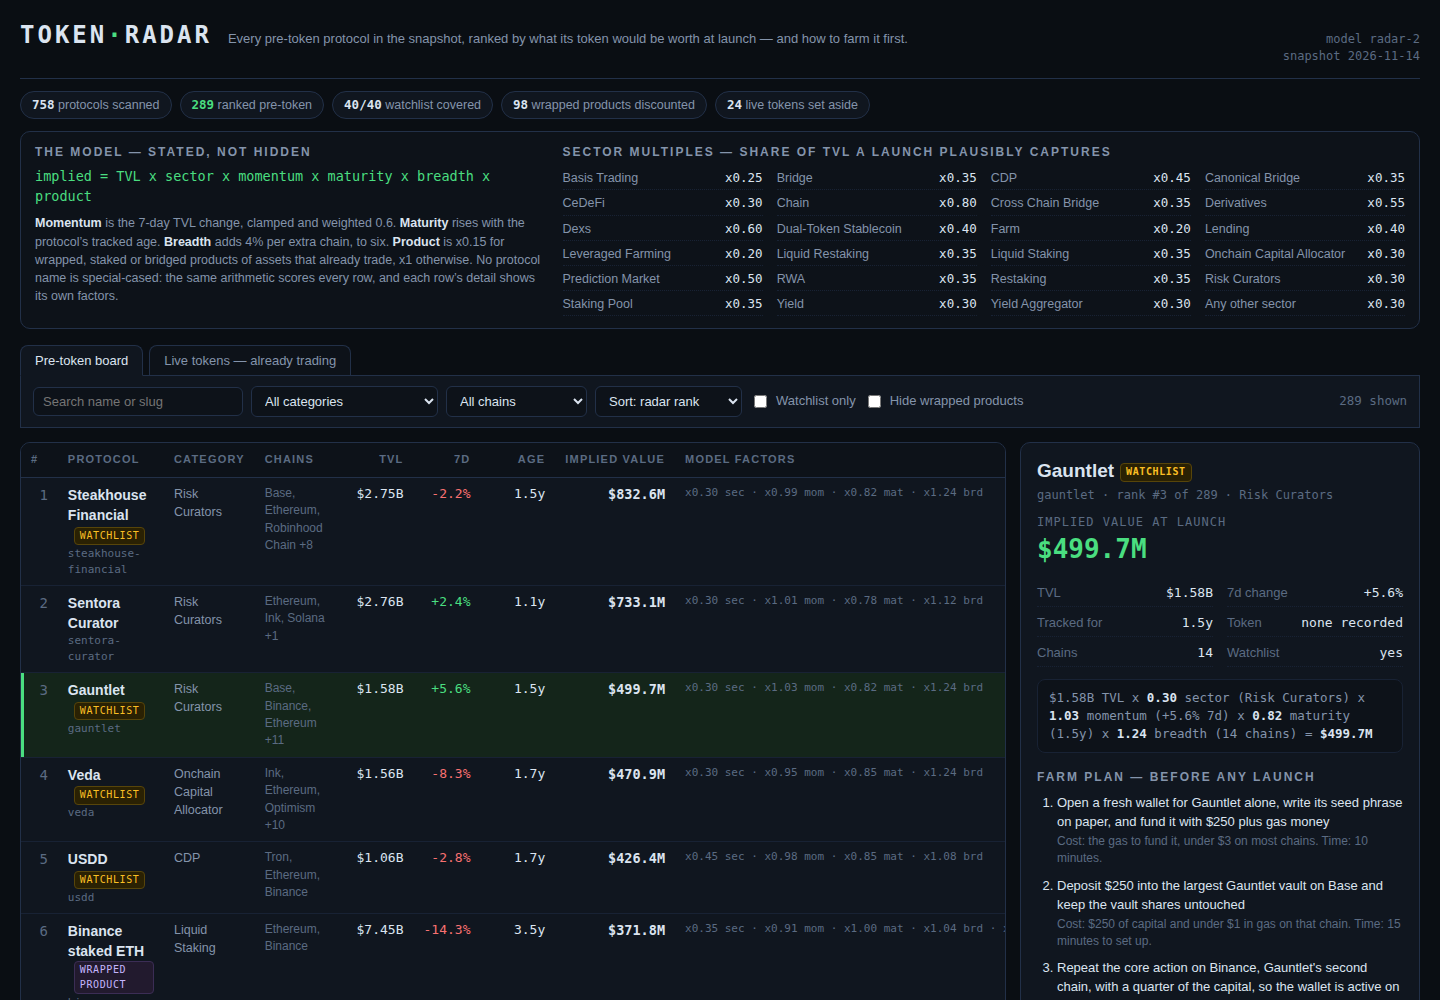 TOKEN·RADAR
Every pre-token protocol in the snapshot, ranked by what its token would be worth at launch — and how to farm it first.
model radar-2
snapshot 2026-11-14
758 protocols scanned
289 ranked pre-token
40/40 watchlist covered
98 wrapped products discounted
24 live tokens set aside
THE MODEL — STATED, NOT HIDDEN
implied = TVL x sector x momentum x maturity x breadth x
product
Momentum is the 7-day TVL change, clamped and weighted 0.6. Maturity rises with the
protocol's tracked age. Breadth adds 4% per extra chain, to six. Product is x0.15 for
wrapped, staked or bridged products of assets that already trade, x1 otherwise. No protocol
name is special-cased: the same arithmetic scores every row, and each row's detail shows
its own factors.
SECTOR MULTIPLES — SHARE OF TVL A LAUNCH PLAUSIBLY CAPTURES
Basis Trading x0.25 Bridge x0.35 CDP x0.45 Canonical Bridge x0.35
CeDeFi x0.30 Chain x0.80 Cross Chain Bridge x0.35 Derivatives x0.55
Dexs x0.60 Dual-Token Stablecoin x0.40 Farm x0.20 Lending x0.40
Leveraged Farming x0.20 Liquid Restaking x0.35 Liquid Staking x0.35 Onchain Capital Allocator x0.30
Prediction Market x0.50 RWA x0.35 Restaking x0.35 Risk Curators x0.30
Staking Pool x0.35 Yield x0.30 Yield Aggregator x0.30 Any other sector x0.30
Pre-token board
Live tokens — already trading
Search name or slug
All categories
All chains
Sort: radar rank
Watchlist only
Hide wrapped products
289 shown
# PROTOCOL CATEGORY CHAINS TVL 7D AGE IMPLIED VALUE MODEL FACTORS
1 Steakhouse Risk Base, $2.75B -2.2% 1.5y $832.6M x0.30 sec · x0.99 mom · x0.82 mat · x1.24 brd
Financial Curators Ethereum,
WATCHLIST Robinhood
steakhouse- Chain +8
financial
2 Sentora Risk Ethereum, $2.76B +2.4% 1.1y $733.1M x0.30 sec · x1.01 mom · x0.78 mat · x1.12 brd
Curator Curators Ink, Solana
sentora- +1
curator
3 Gauntlet Risk Base, $1.58B +5.6% 1.5y $499.7M x0.30 sec · x1.03 mom · x0.82 mat · x1.24 brd
WATCHLIST Curators Binance,
gauntlet Ethereum
+11
4 Veda Onchain Ink, $1.56B -8.3% 1.7y $470.9M x0.30 sec · x0.95 mom · x0.85 mat · x1.24 brd
WATCHLIST Capital Ethereum,
veda Allocator Optimism
+10
5 USDD CDP Tron, $1.06B -2.8% 1.7y $426.4M x0.45 sec · x0.98 mom · x0.85 mat · x1.08 brd
WATCHLIST Ethereum,
usdd Binance
6 Binance Liquid Ethereum, $7.45B -14.3% 3.5y $371.8M x0.35 sec · x0.91 mom · x1.00 mat · x1.04 brd ·
staked ETH Staking Binance
WRAPPED
PRODUCT
Gauntlet WATCHLIST
gauntlet · rank #3 of 289 · Risk Curators
IMPLIED VALUE AT LAUNCH
$499.7M
TVL $1.58B 7d change +5.6%
Tracked for 1.5y Token none recorded
Chains 14 Watchlist yes
$1.58B TVL x 0.30 sector (Risk Curators) x
1.03 momentum (+5.6% 7d) x 0.82 maturity
(1.5y) x 1.24 breadth (14 chains) = $499.7M
FARM PLAN — BEFORE ANY LAUNCH
1. Open a fresh wallet for Gauntlet alone, write its seed phrase
on paper, and fund it with $250 plus gas money
Cost: the gas to fund it, under $3 on most chains. Time: 10
minutes.
2. Deposit $250 into the largest Gauntlet vault on Base and
keep the vault shares untouched
Cost: $250 of capital and under $1 in gas on that chain. Time: 15
minutes to set up.
3. Repeat the core action on Binance, Gauntlet's second
chain, with a quarter of the capital, so the wallet is active on